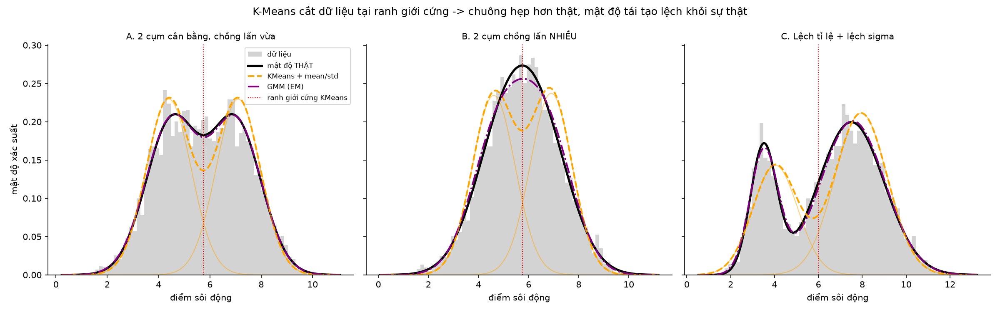 K-Means cắt dữ liệu tại ranh giới cứng -> chuông hẹp hơn thật, mật độ tái tạo lệch khỏi sự thật
A. 2 cụm cân bằng, chồng lấn vừa
B. 2 cụm chồng lấn NHIỀU
C. Lệch tỉ lệ + lệch sigma
dữ liệu
mật độ THẬT
KMeans + mean/std
GMM (EM)
ranh giới cứng KMeans
mật độ xác suất
0.30
0.25
0.20
0.15
0.10
0.05
0.00
0 2 4 6 8 10
0 2 4 6 8 10
0 2 4 6 8 10 12
điểm sôi động
điểm sôi động
điểm sôi động